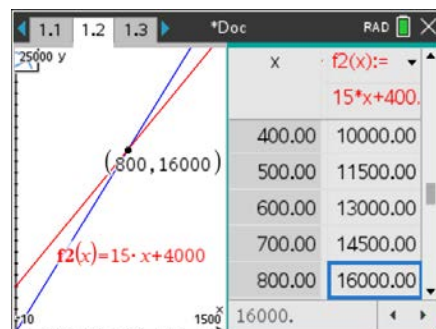 1.1 1.2 1.3 *Doc RAD
25000 y
(800,16000)
f2(x)=15·x+4000
-10 1500 x
x f2(x):=
15*x+400.
400.00 10000.00
500.00 11500.00
600.00 13000.00
700.00 14500.00
800.00 16000.00
16000.